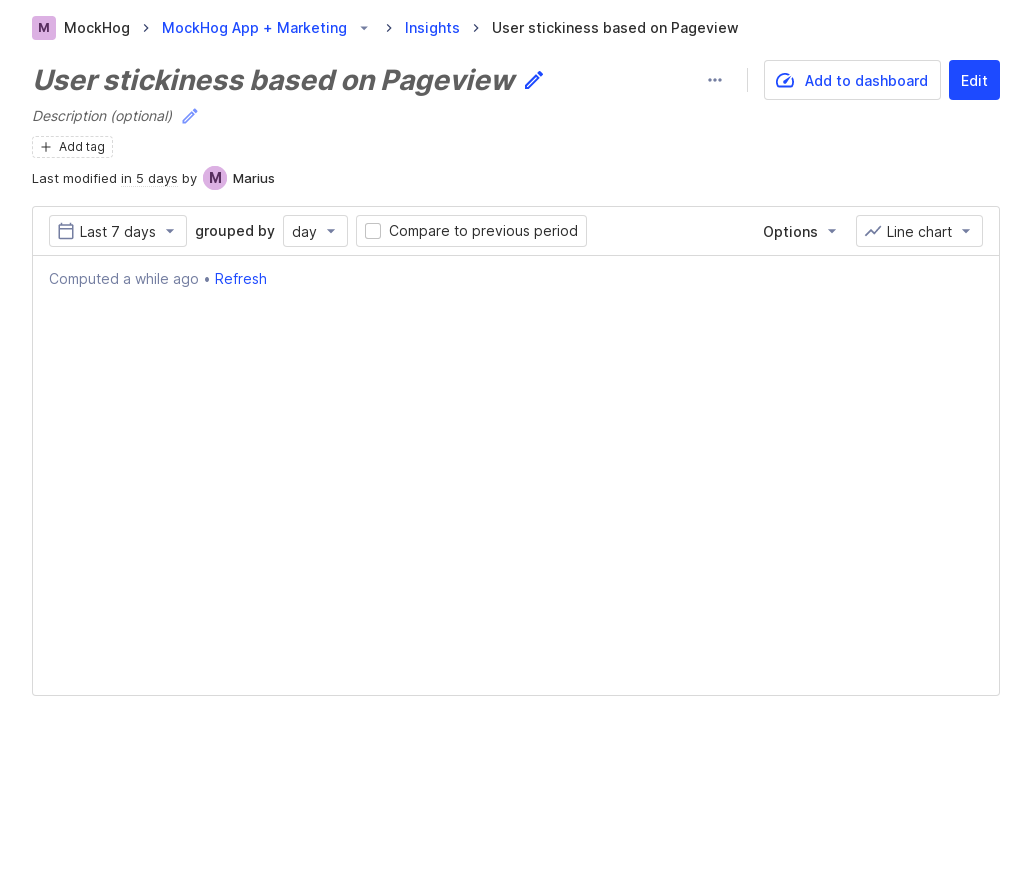 M MockHog > MockHog App + Marketing > Insights > User stickiness based on Pageview
User stickiness based on Pageview
Add to dashboard
Edit
Description (optional)
Add tag
Last modified in 5 days by M Marius
Last 7 days grouped by day Compare to previous period Options Line chart
Computed a while ago • Refresh